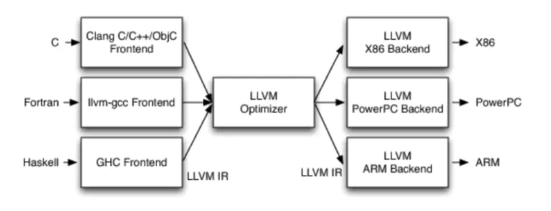 C
Clang C/C++/ObjC
Frontend
LLVM
X86 Backend
X86
Fortran
llvm-gcc Frontend
LLVM
Optimizer
LLVM
PowerPC Backend
PowerPC
Haskell
GHC Frontend
LLVM IR
LLVM IR
LLVM
ARM Backend
ARM